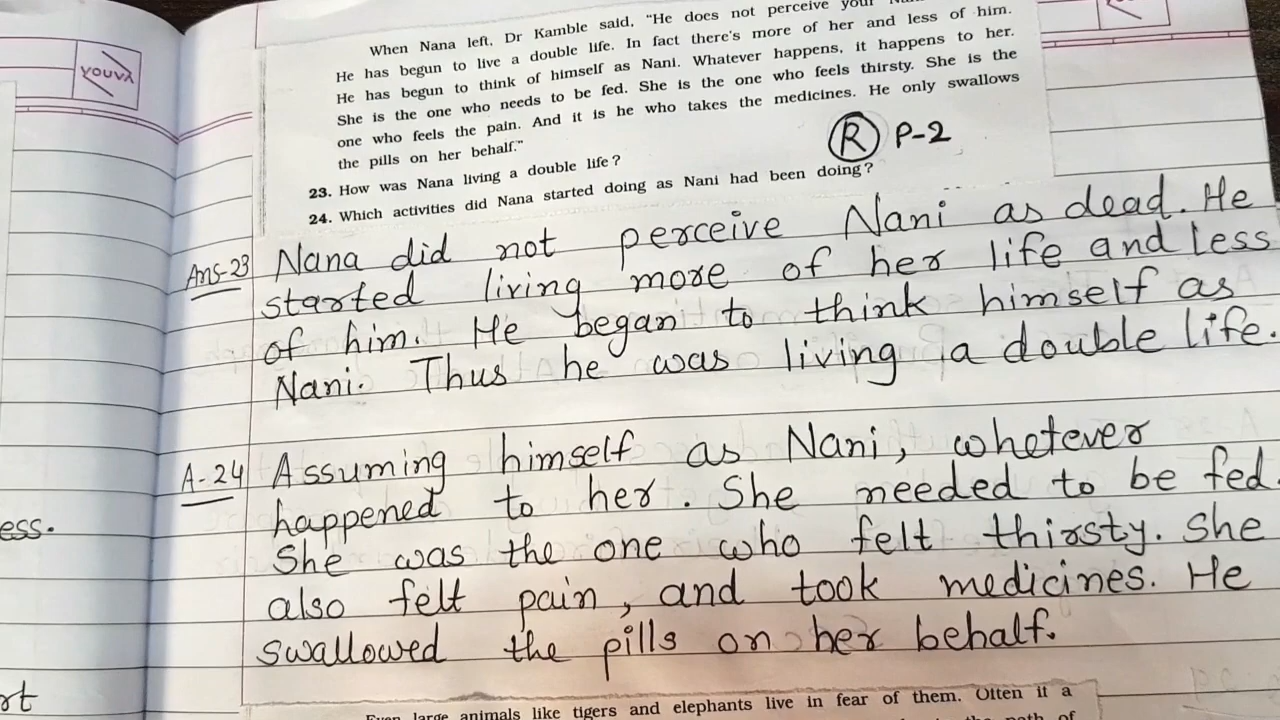 When Nana left, Dr Kamble said, "He does not perceive your
He has begun to live a double life. In fact there's more of her and less of him.
He has begun to think of himself as Nani. Whatever happens, it happens to her.
She is the one who needs to be fed. She is the one who feels thirsty. She is the
one who feels the pain. And it is he who takes the medicines. He only swallows
the pills on her behalf."
R P-2
23. How was Nana living a double life?
24. Which activities did Nana started doing as Nani had been doing?
youva
Ans-23 Nana did not perceive Nani as dead. He
started living more of her life and less
of him. He began to think himself as
Nani. Thus he was living a double life.
A-24 Assuming himself as Nani, whetever
happened to her. She needed to be fed.
She was the one who felt thirsty. She
also felt pain, and took medicines. He
swallowed the pills on her behalf.
ess.
rt
Even large animals like tigers and elephants live in fear of them. Often it a
path of